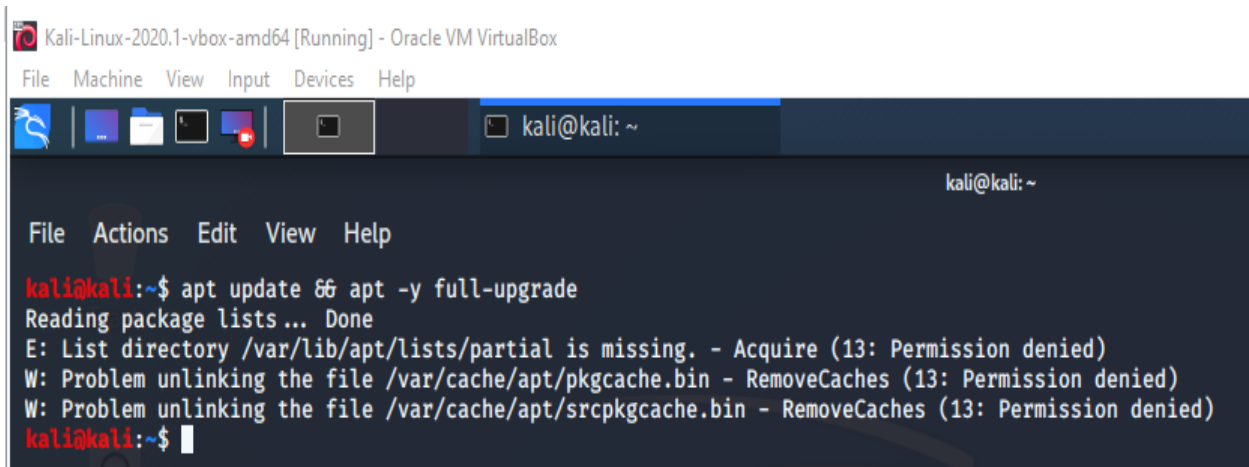 Kali-Linux-2020.1-vbox-amd64 [Running] - Oracle VM VirtualBox
File Machine View Input Devices Help
kali@kali: ~
kali@kali: ~
File Actions Edit View Help
kali@kali:~$ apt update && apt -y full-upgrade
Reading package lists... Done
E: List directory /var/lib/apt/lists/partial is missing. - Acquire (13: Permission denied)
W: Problem unlinking the file /var/cache/apt/pkgcache.bin - RemoveCaches (13: Permission denied)
W: Problem unlinking the file /var/cache/apt/srcpkgcache.bin - RemoveCaches (13: Permission denied)
kali@kali:~$